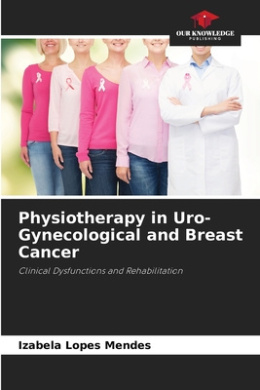 OUR KNOWLEDGE
PUBLISHING
Physiotherapy in Uro-
Gynecological and Breast
Cancer
Clinical Dysfunctions and Rehabilitation
Izabela Lopes Mendes